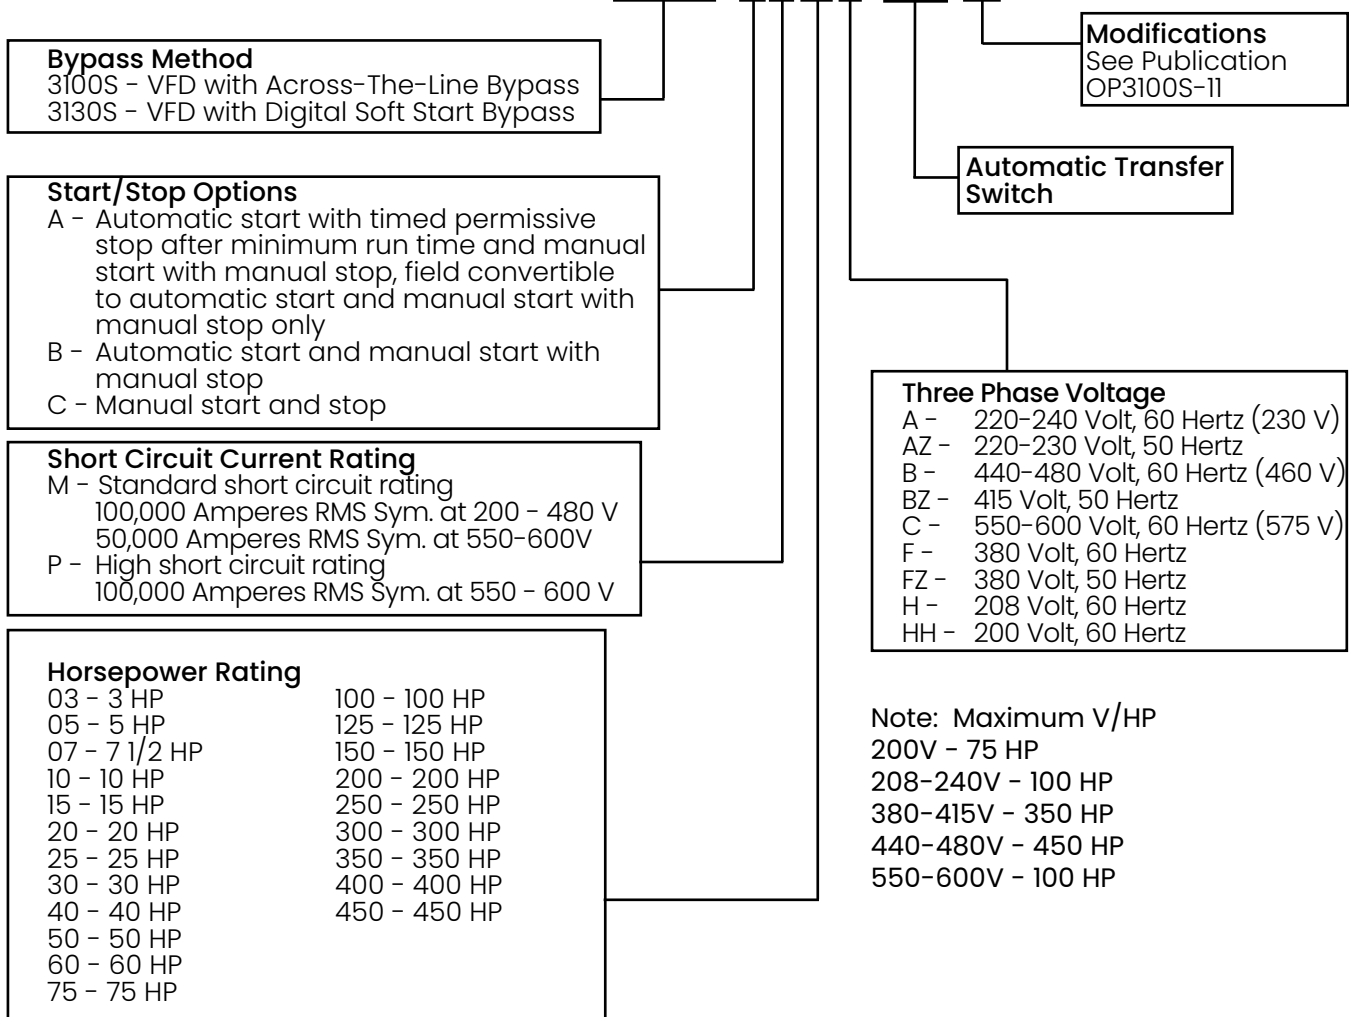 Bypass Method
3100S - VFD with Across-The-Line Bypass
3130S - VFD with Digital Soft Start Bypass
Modifications
See Publication
OP3100S-11
Automatic Transfer
Switch
Start/Stop Options
A - Automatic start with timed permissive
stop after minimum run time and manual
start with manual stop, field convertible
to automatic start and manual start with
manual stop only
B - Automatic start and manual start with
manual stop
C - Manual start and stop
Short Circuit Current Rating
M - Standard short circuit rating
100,000 Amperes RMS Sym. at 200 - 480 V
50,000 Amperes RMS Sym. at 550-600V
P - High short circuit rating
100,000 Amperes RMS Sym. at 550 - 600 V
Three Phase Voltage
A - 220-240 Volt, 60 Hertz (230 V)
AZ - 220-230 Volt, 50 Hertz
B - 440-480 Volt, 60 Hertz (460 V)
BZ - 415 Volt, 50 Hertz
C - 550-600 Volt, 60 Hertz (575 V)
F - 380 Volt, 60 Hertz
FZ - 380 Volt, 50 Hertz
H - 208 Volt, 60 Hertz
HH - 200 Volt, 60 Hertz
Horsepower Rating
03 - 3 HP
05 - 5 HP
07 - 7 1/2 HP
10 - 10 HP
15 - 15 HP
20 - 20 HP
25 - 25 HP
30 - 30 HP
40 - 40 HP
50 - 50 HP
60 - 60 HP
75 - 75 HP
100 - 100 HP
125 - 125 HP
150 - 150 HP
200 - 200 HP
250 - 250 HP
300 - 300 HP
350 - 350 HP
400 - 400 HP
450 - 450 HP
Note: Maximum V/HP
200V - 75 HP
208-240V - 100 HP
380-415V - 350 HP
440-480V - 450 HP
550-600V - 100 HP